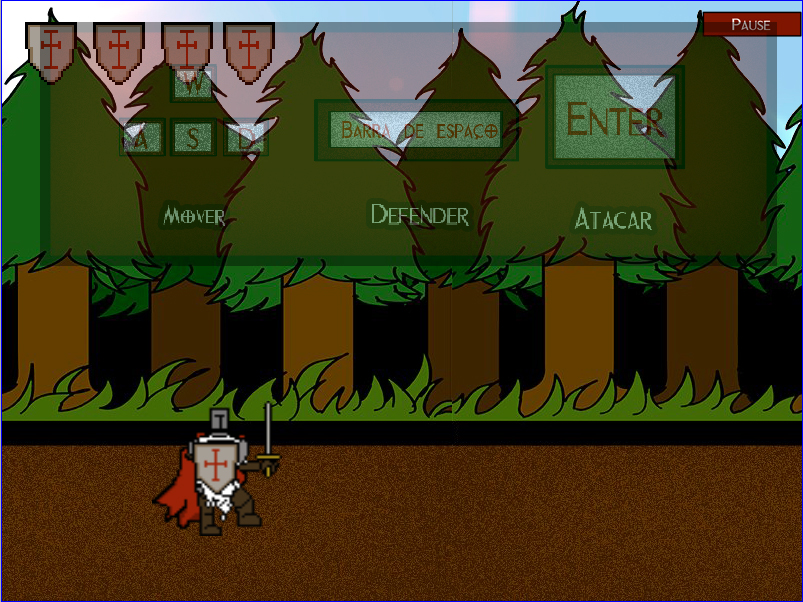 Pause
W
A S D
Barra de espaço
Enter
Mover
Defender
Atacar